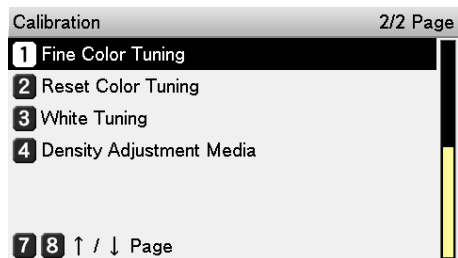 Calibration 2/2 Page
1 Fine Color Tuning
2 Reset Color Tuning
3 White Tuning
4 Density Adjustment Media
7 8 ↑ / ↓ Page